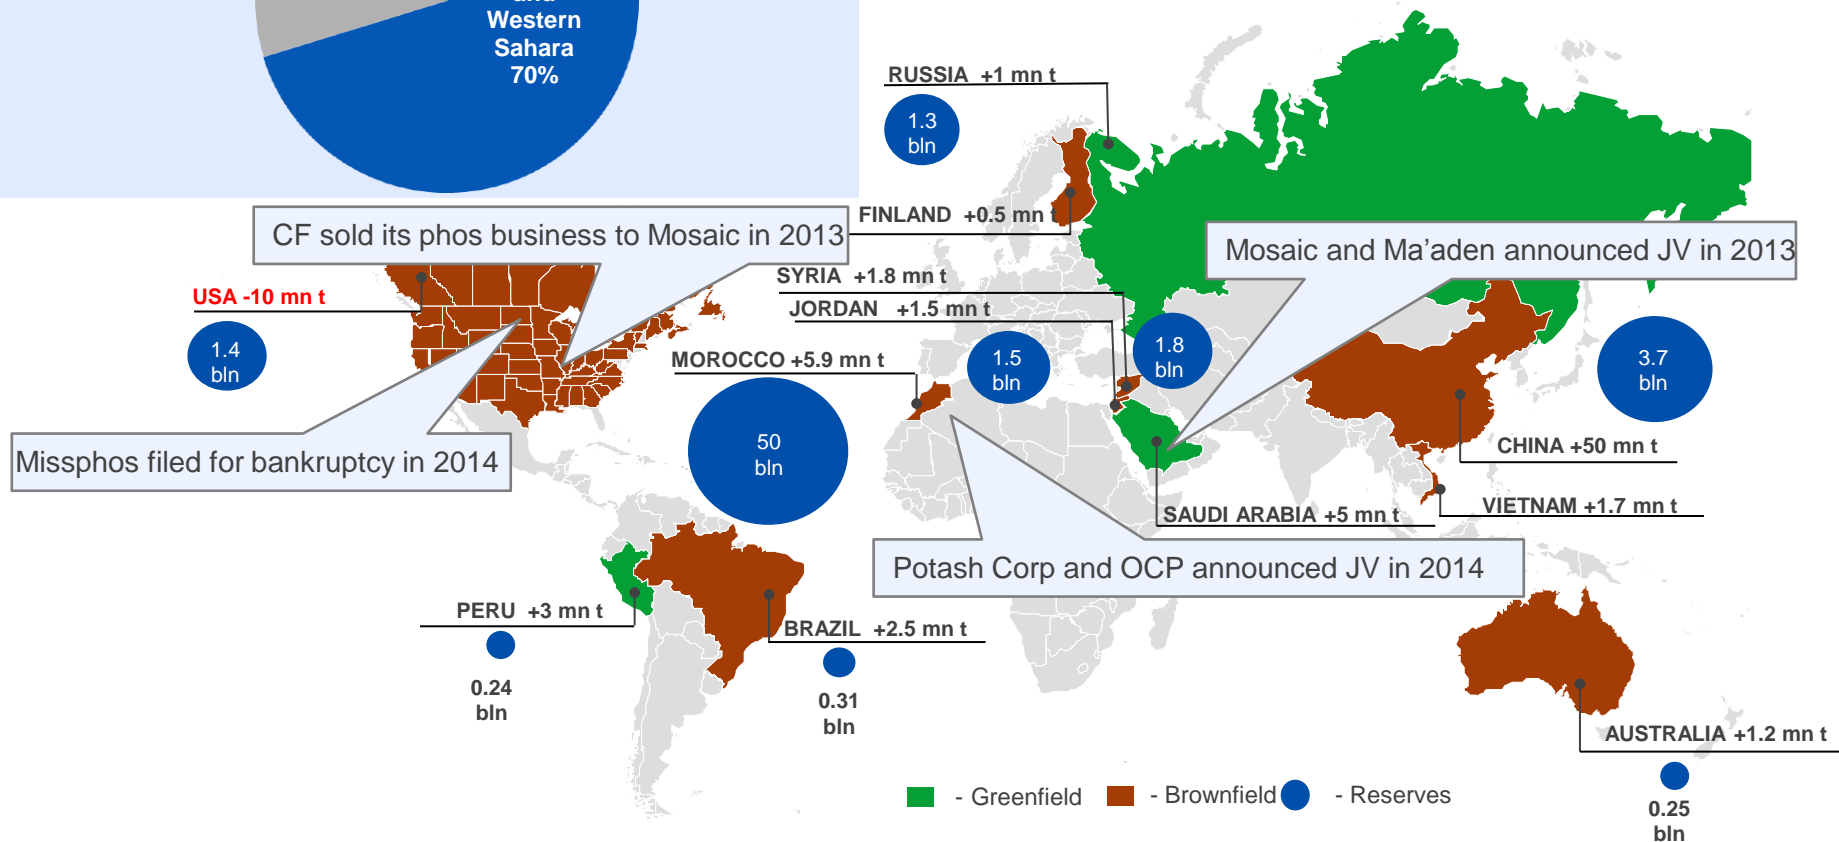 and
Western
Sahara
70%
RUSSIA +1 mn t
1.3
bln
CF sold its phos business to Mosaic in 2013
FINLAND +0.5 mn t
Mosaic and Ma'aden announced JV in 2013
SYRIA +1.8 mn t
USA -10 mn t
JORDAN +1.5 mn t
1.4
bln
MOROCCO +5.9 mn t
1.5
bln
1.8
bln
3.7
bln
50
bln
CHINA +50 mn t
Missphos filed for bankruptcy in 2014
VIETNAM +1.7 mn t
SAUDI ARABIA +5 mn t
Potash Corp and OCP announced JV in 2014
PERU +3 mn t
BRAZIL +2.5 mn t
0.24
bln
0.31
bln
AUSTRALIA +1.2 mn t
- Greenfield
- Brownfield
- Reserves
0.25
bln